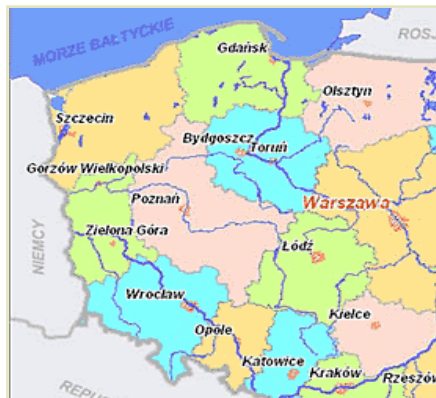 MORZE BAŁTYCKIE
ROSJ
Gdańsk
Olsztyn
Szczecin
Bydgoszcz
Toruń
Gorzów Wielkopolski
Poznań
Warszawa
Zielona Góra
NIEMCY
Łódź
Wrocław
Kielce
Opole
Katowice
Kraków
Rzeszów
REPU